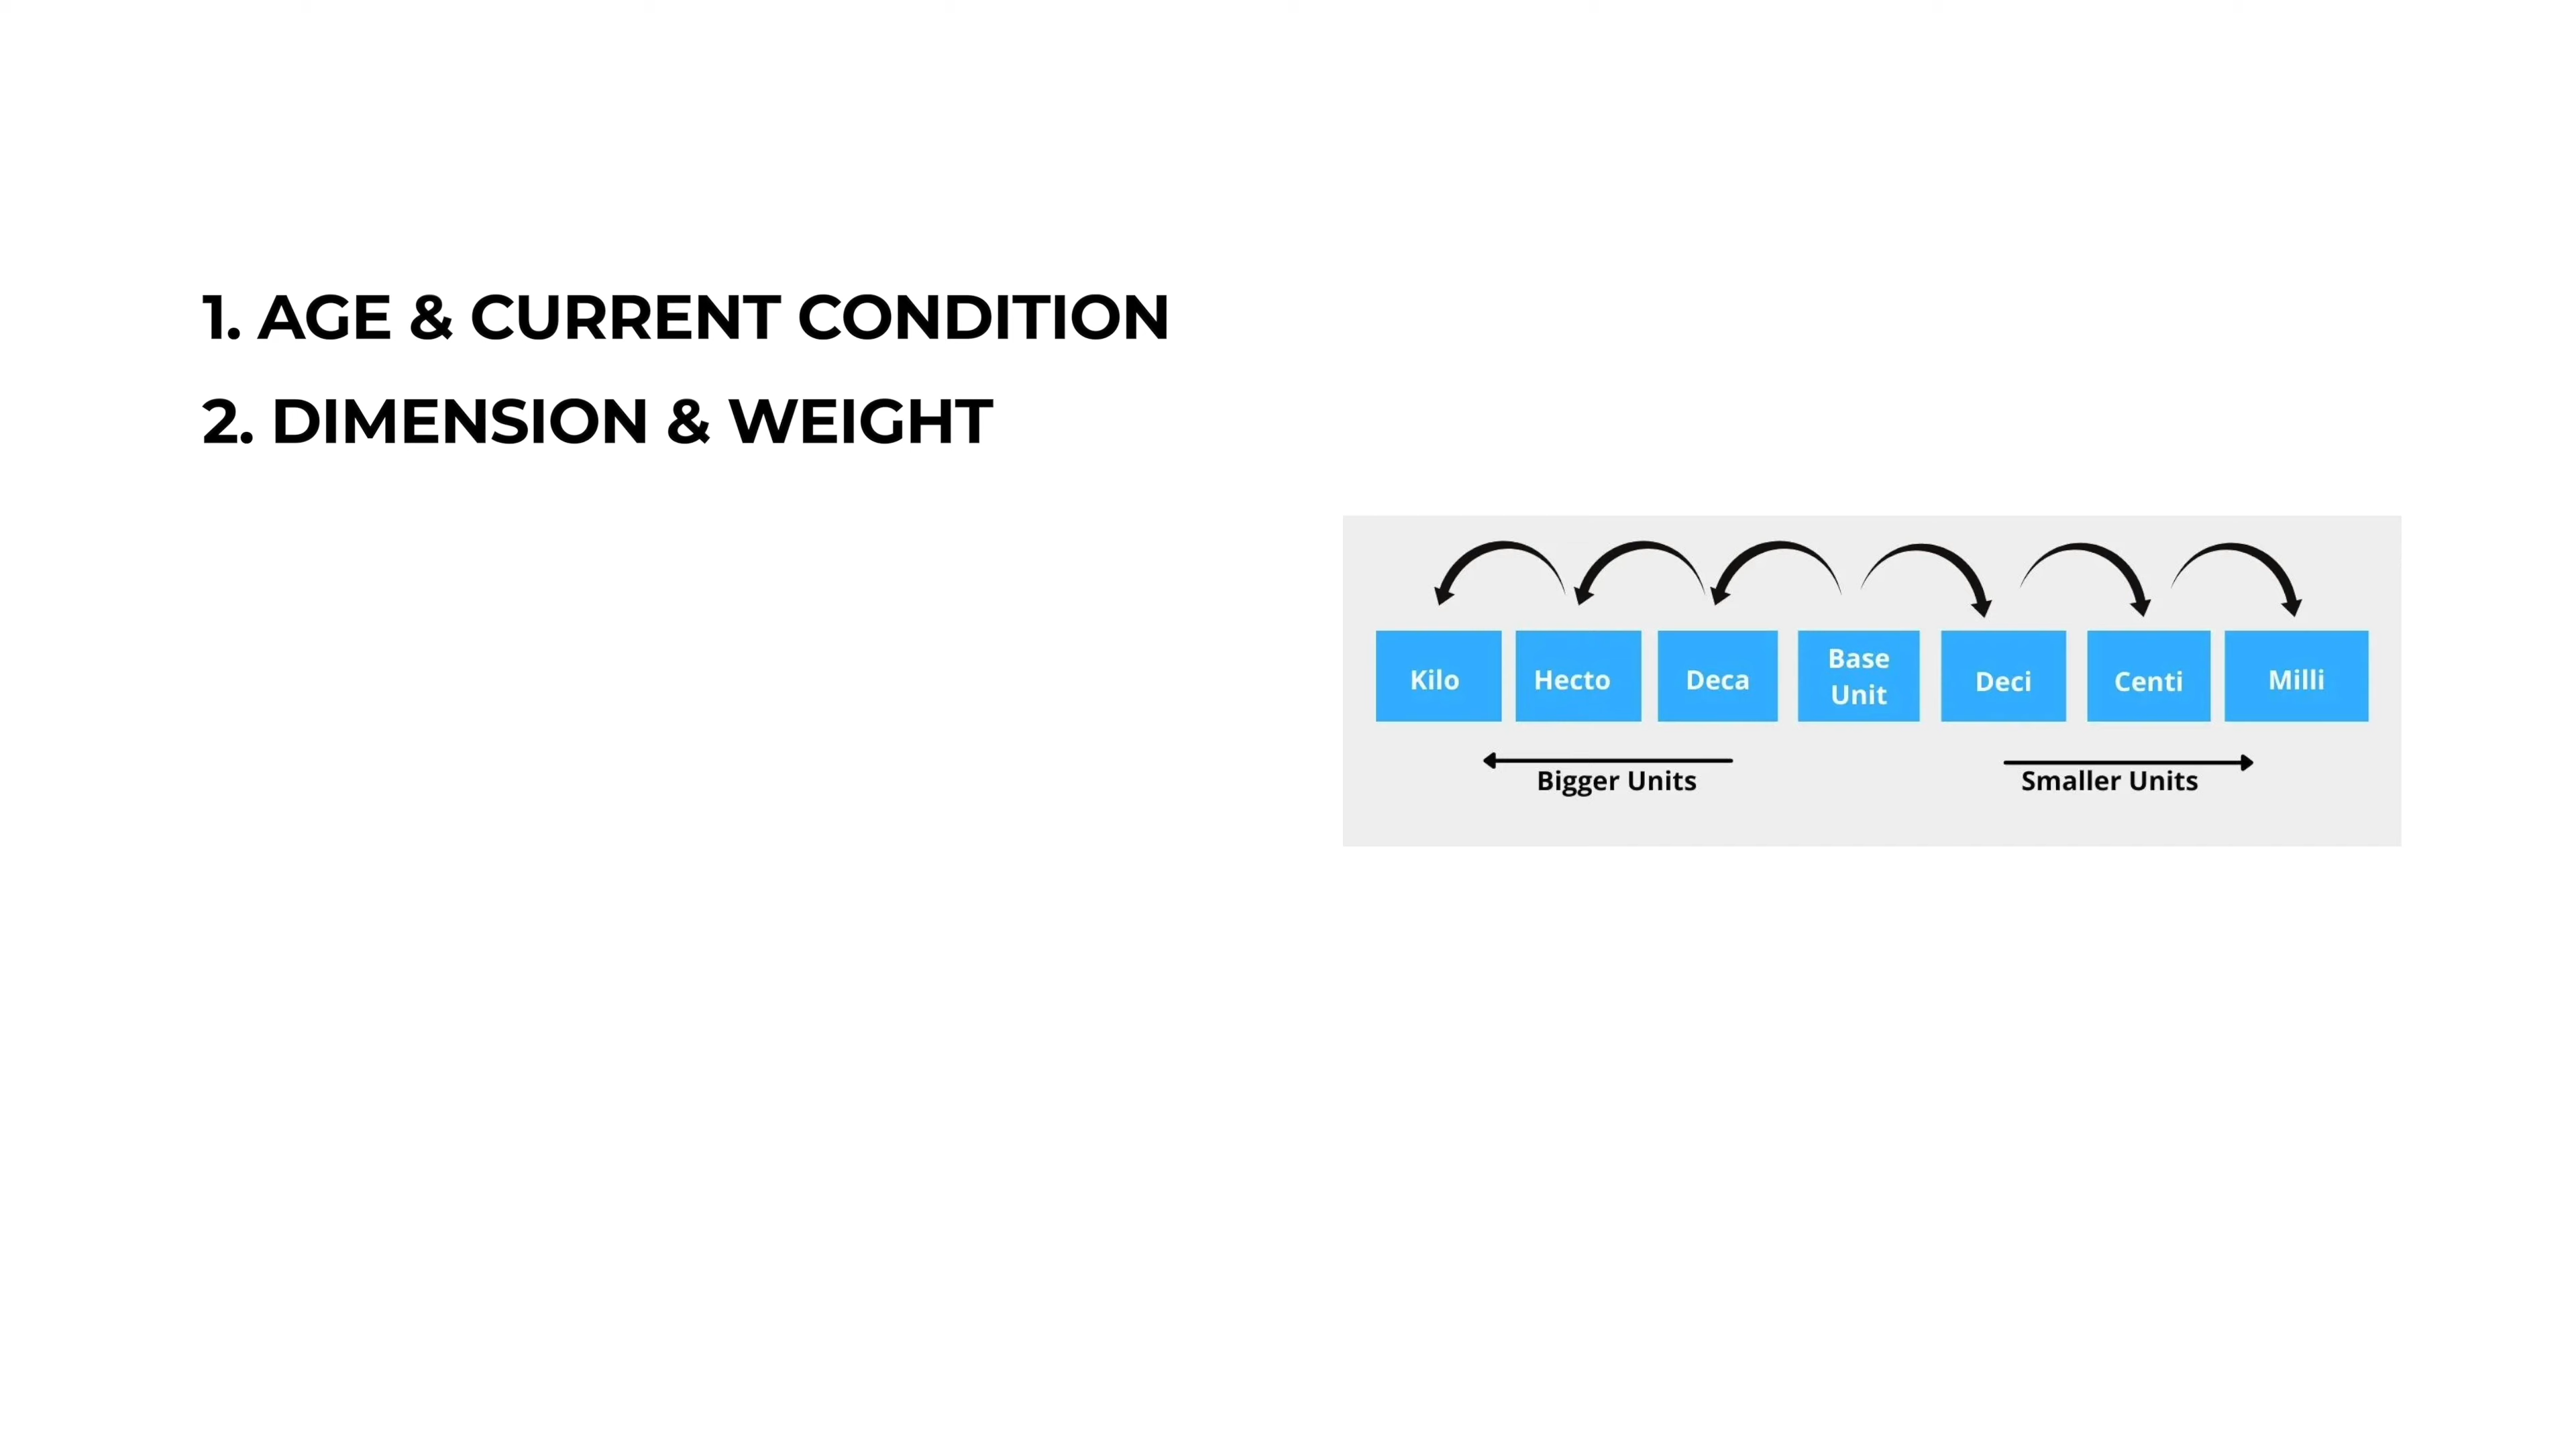 1. AGE & CURRENT CONDITION
2. DIMENSION & WEIGHT
Kilo
Hecto
Deca
Base
Unit
Deci
Centi
Milli
Bigger Units
Smaller Units